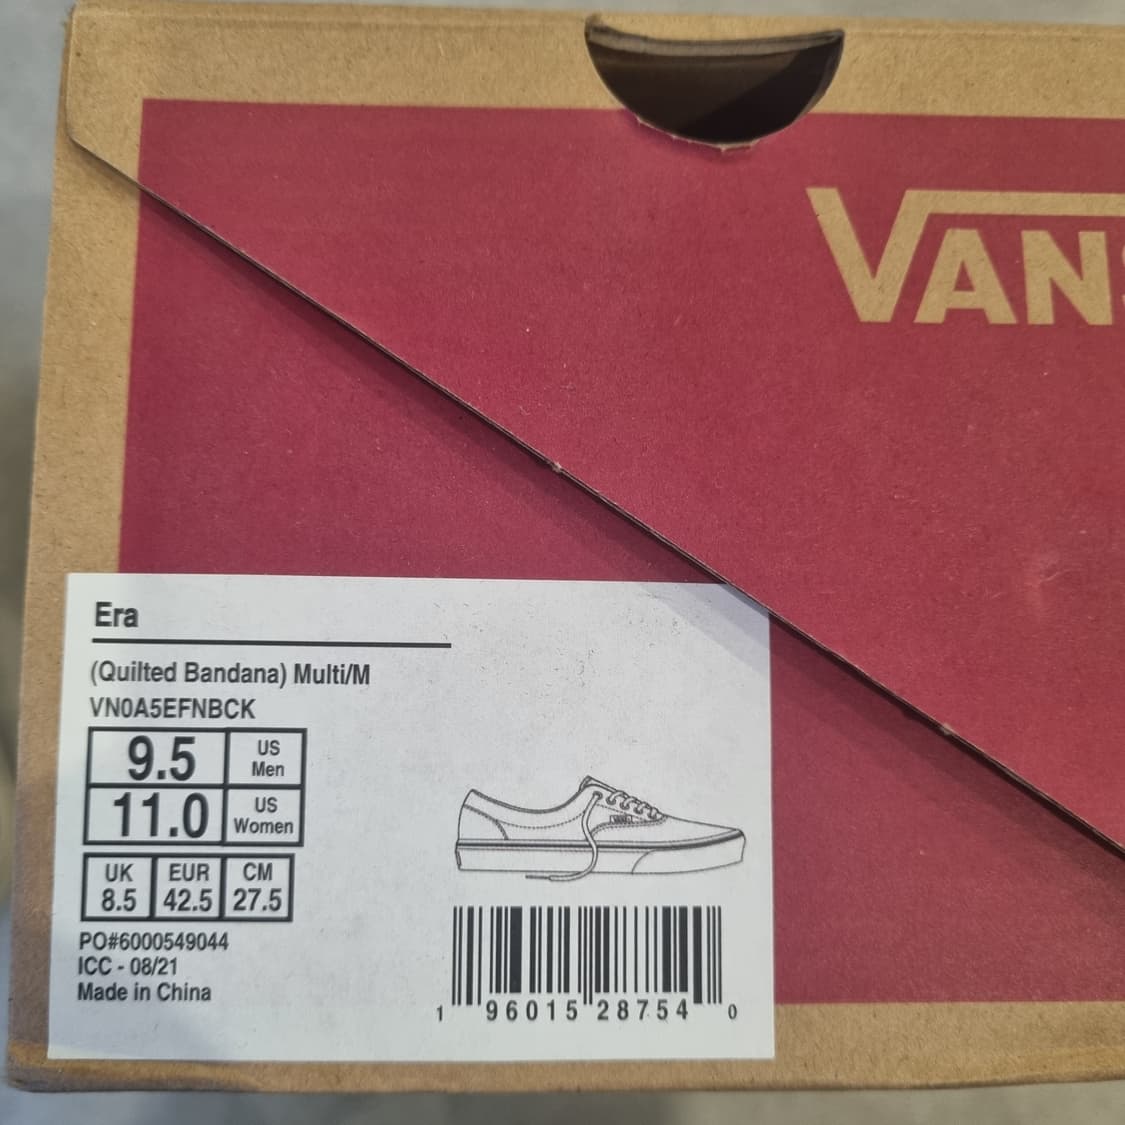 VANS
Era
(Quilted Bandana) Multi/M
VN0A5EFNBCK
9.5 US Men
11.0 US Women
UK EUR CM
8.5 42.5 27.5
PO#6000549044
ICC - 08/21
Made in China
1 96015 28754 0